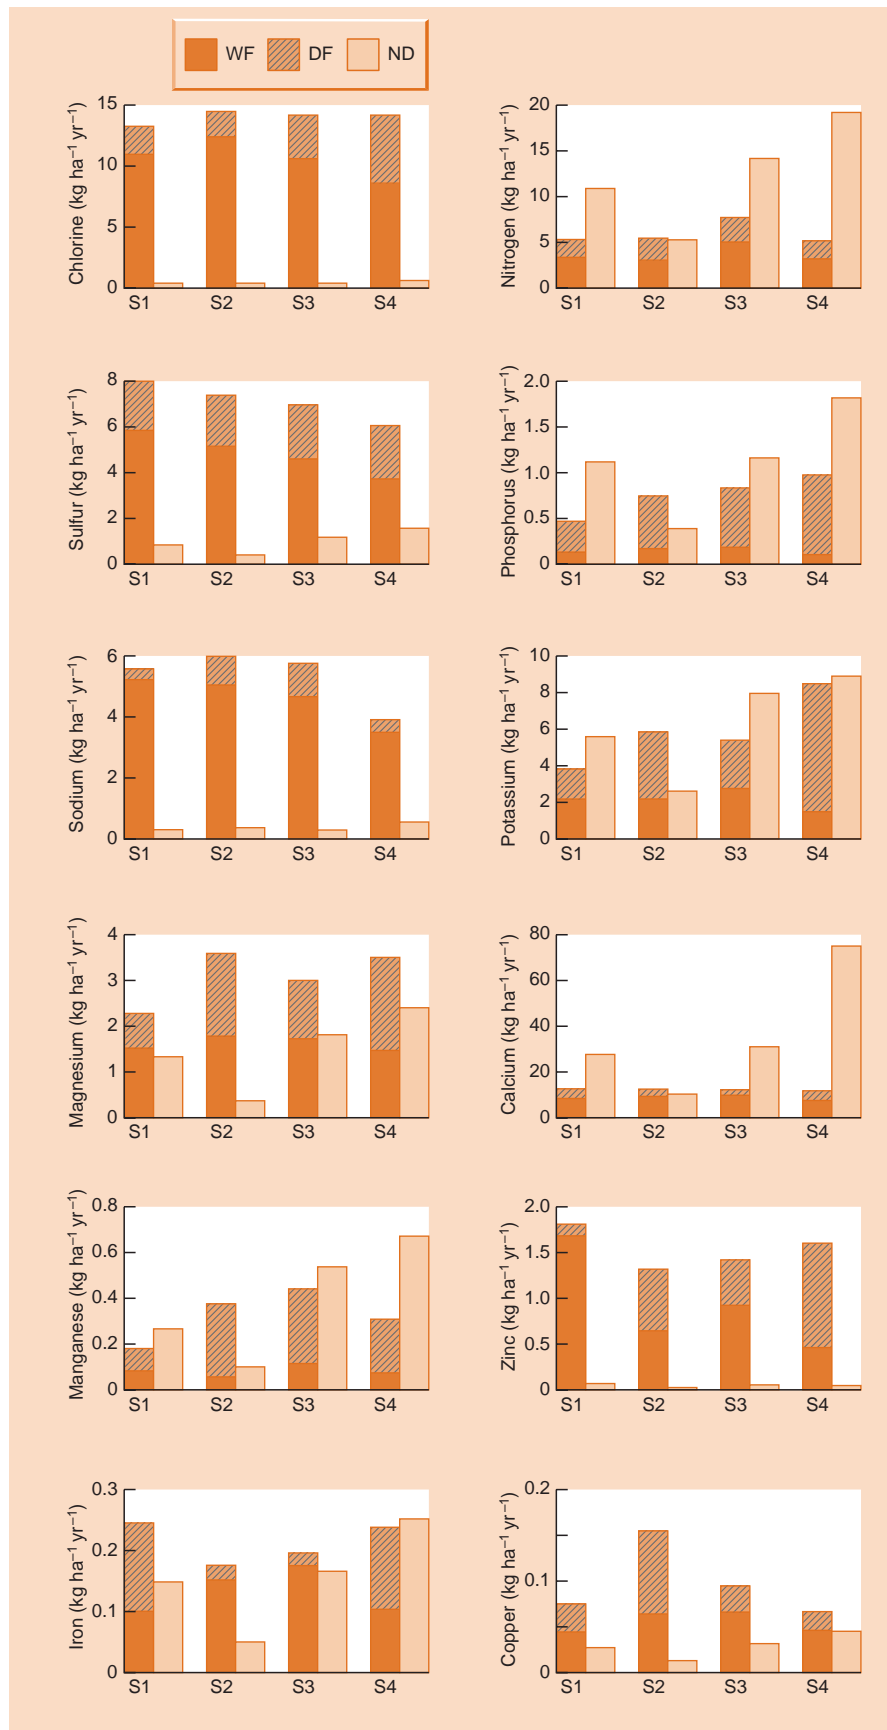 WF DF ND
Chlorine (kg ha⁻¹ yr⁻¹)
15
10
5
0
S1 S2 S3 S4
Nitrogen (kg ha⁻¹ yr⁻¹)
20
15
10
5
0
S1 S2 S3 S4
Sulfur (kg ha⁻¹ yr⁻¹)
8
6
4
2
0
S1 S2 S3 S4
Phosphorus (kg ha⁻¹ yr⁻¹)
2.0
1.5
1.0
0.5
0
S1 S2 S3 S4
Sodium (kg ha⁻¹ yr⁻¹)
6
4
2
0
S1 S2 S3 S4
Potassium (kg ha⁻¹ yr⁻¹)
10
8
6
4
2
0
S1 S2 S3 S4
Magnesium (kg ha⁻¹ yr⁻¹)
4
3
2
1
0
S1 S2 S3 S4
Calcium (kg ha⁻¹ yr⁻¹)
80
60
40
20
0
S1 S2 S3 S4
Manganese (kg ha⁻¹ yr⁻¹)
0.8
0.6
0.4
0.2
0
S1 S2 S3 S4
Zinc (kg ha⁻¹ yr⁻¹)
2.0
1.5
1.0
0.5
0
S1 S2 S3 S4
Iron (kg ha⁻¹ yr⁻¹)
0.3
0.2
0.1
0
S1 S2 S3 S4
Copper (kg ha⁻¹ yr⁻¹)
0.2
0.1
0
S1 S2 S3 S4